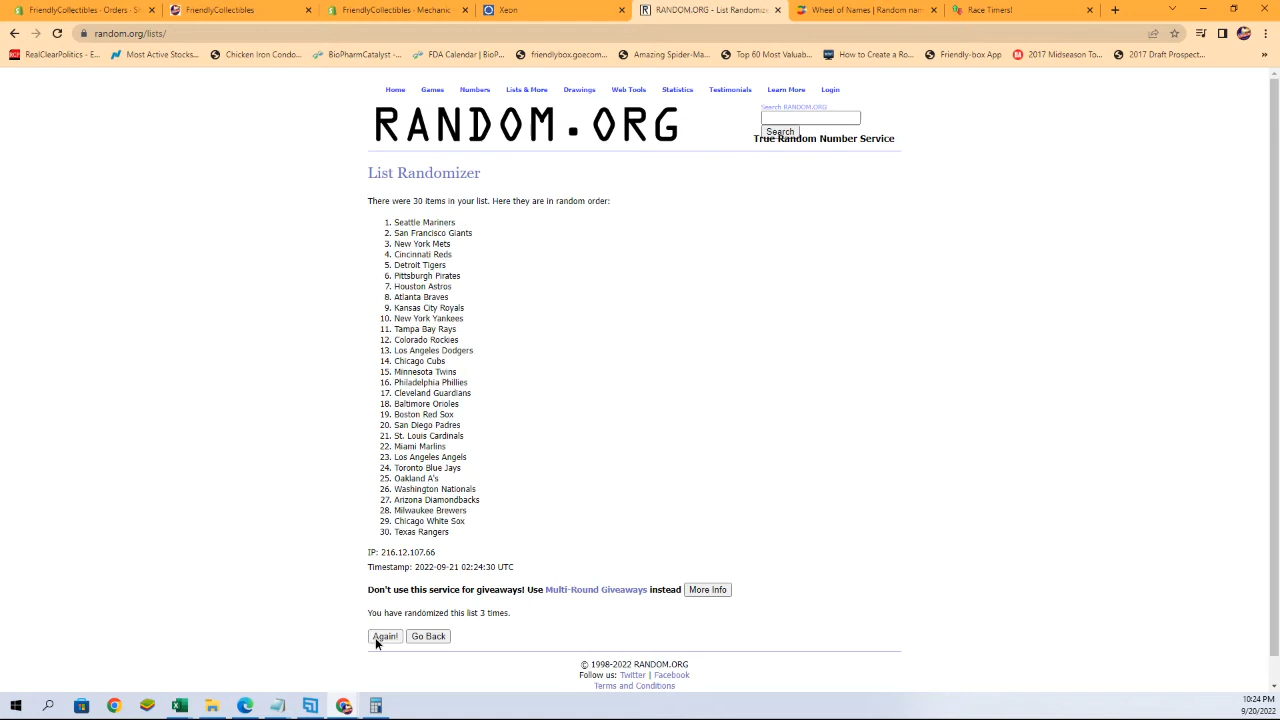 FriendlyCollectibles - Orders - Sh
FriendlyCollectibles
FriendlyCollectibles - Randomize
Xeon
RANDOM.ORG - List Randomize
Wheel of Names | Random nam
Race Timers!
random.org/lists/
RealClearPolitics - E...
Most Active Stocks...
Chicken Iron Condo...
BioPharmCatalyst -...
FDA Calendar | BioP...
friendlybox.goecom...
Amazing Spider-Ma...
Top 60 Most Valuab...
How to Create a Ro...
Friendly-box App
2017 Midseason To...
2017 Draft Prospect...
Home
Games
Numbers
Lists & More
Drawings
Web Tools
Statistics
Testimonials
Learn More
Login
RANDOM.ORG
Search RANDOM.ORG
Search
True Random Number Service
List Randomizer
There were 30 items in your list. Here they are in random order:
1. Seattle Mariners
2. San Francisco Giants
3. New York Mets
4. Cincinnati Reds
5. Detroit Tigers
6. Pittsburgh Pirates
7. Houston Astros
8. Atlanta Braves
9. Kansas City Royals
10. New York Yankees
11. Tampa Bay Rays
12. Colorado Rockies
13. Los Angeles Dodgers
14. Chicago Cubs
15. Minnesota Twins
16. Philadelphia Phillies
17. Cleveland Guardians
18. Baltimore Orioles
19. Boston Red Sox
20. San Diego Padres
21. St. Louis Cardinals
22. Miami Marlins
23. Los Angeles Angels
24. Toronto Blue Jays
25. Oakland A's
26. Washington Nationals
27. Arizona Diamondbacks
28. Milwaukee Brewers
29. Chicago White Sox
30. Texas Rangers
IP: 216.12.107.66
Timestamp: 2022-09-21 02:24:30 UTC
Don't use this service for giveaways! Use Multi-Round Giveaways instead More Info
You have randomized this list 3 times.
Again! Go Back
© 1998-2022 RANDOM.ORG
Follow us: Twitter | Facebook
Terms and Conditions
10:24 PM
9/20/2022